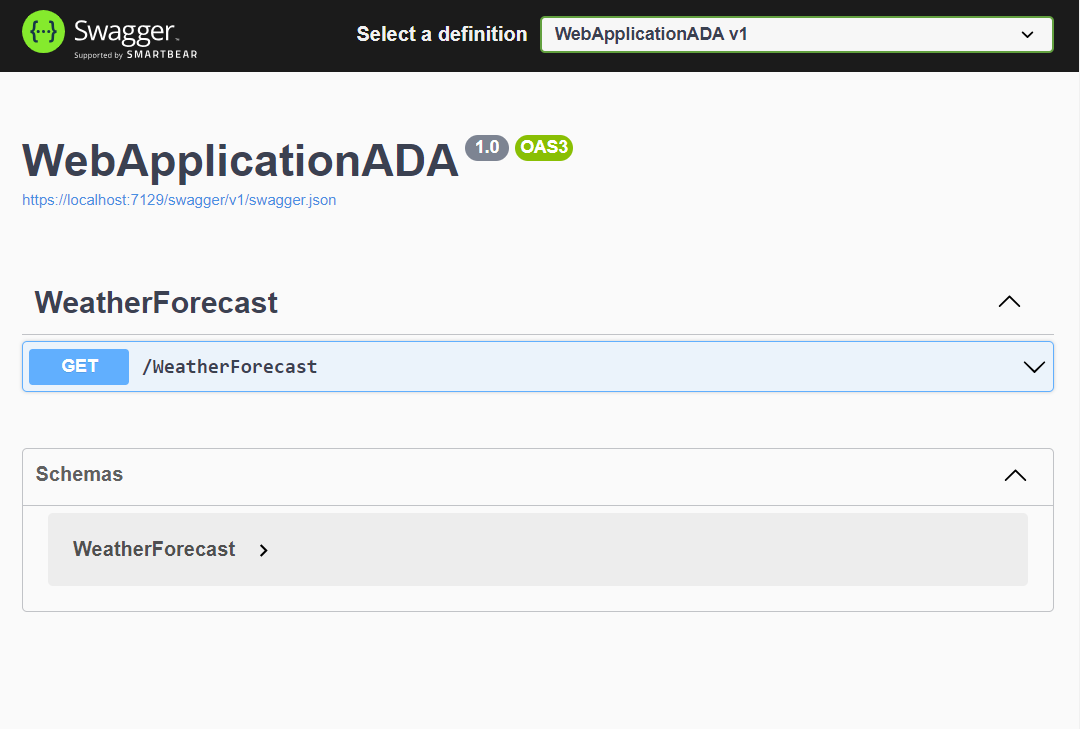 {···} Swagger™
Supported by SMARTBEAR
Select a definition
WebApplicationADA v1
WebApplicationADA 1.0 OAS3
https://localhost:7129/swagger/v1/swagger.json
WeatherForecast
GET /WeatherForecast
Schemas
WeatherForecast